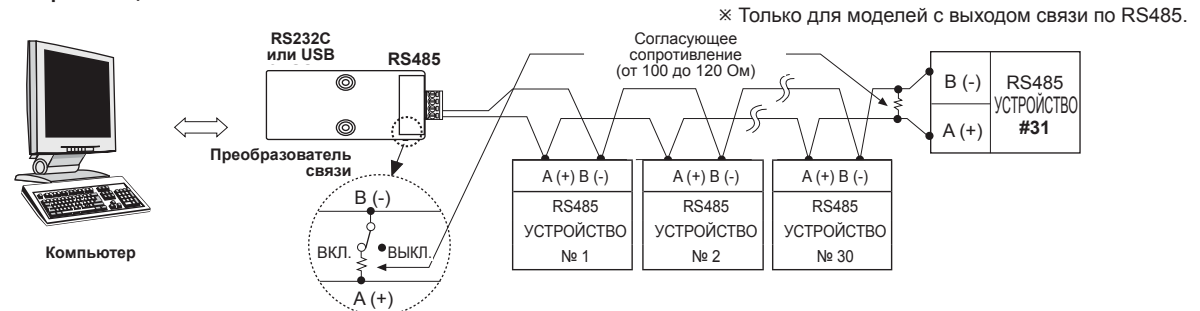 ※ Только для моделей с выходом связи по RS485.
RS232C
или USB
RS485
Согласующее
сопротивление
(от 100 до 120 Ом)
B (-)
A (+)
RS485
УСТРОЙСТВО
#31
Преобразователь
связи
Компьютер
B (-)
ВКЛ.
ВЫКЛ.
A (+)
A (+) B (-)
RS485
УСТРОЙСТВО
№ 1
A (+) B (-)
RS485
УСТРОЙСТВО
№ 2
A (+) B (-)
RS485
УСТРОЙСТВО
№ 30